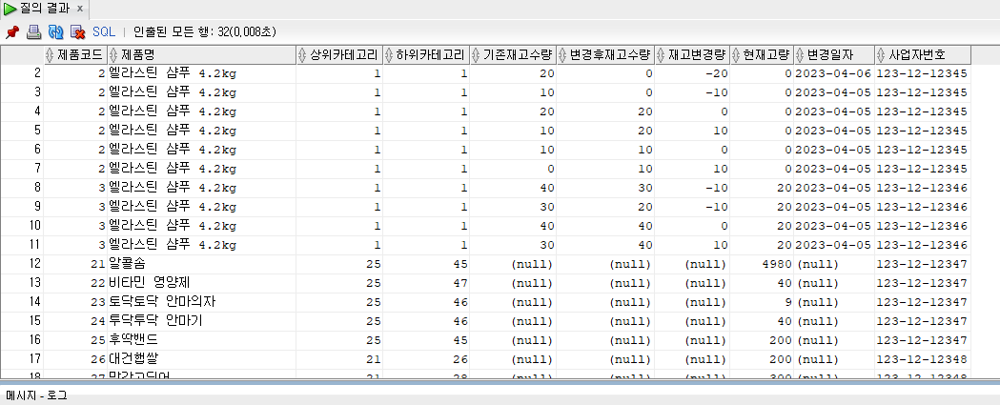 질의 결과 x
SQL | 인출된 모든 행: 32(0,008초)
제품코드 제품명 상위카테고리 하위카테고리 기존재고수량 변경후재고수량 재고변경량 현재고량 변경일자 사업자번호
2 2 엘라스틴 샴푸 4.2kg 1 1 20 0 -20 0 2023-04-06 123-12-12345
3 2 엘라스틴 샴푸 4.2kg 1 1 10 0 -10 0 2023-04-05 123-12-12345
4 2 엘라스틴 샴푸 4.2kg 1 1 20 20 0 0 2023-04-05 123-12-12345
5 2 엘라스틴 샴푸 4.2kg 1 1 10 20 10 0 2023-04-05 123-12-12345
6 2 엘라스틴 샴푸 4.2kg 1 1 10 10 0 0 2023-04-05 123-12-12345
7 2 엘라스틴 샴푸 4.2kg 1 1 0 10 10 0 2023-04-05 123-12-12345
8 3 엘라스틴 샴푸 4.2kg 1 1 40 30 -10 20 2023-04-05 123-12-12346
9 3 엘라스틴 샴푸 4.2kg 1 1 30 20 -10 20 2023-04-05 123-12-12346
10 3 엘라스틴 샴푸 4.2kg 1 1 40 40 0 20 2023-04-05 123-12-12346
11 3 엘라스틴 샴푸 4.2kg 1 1 30 40 10 20 2023-04-05 123-12-12346
12 21 알콜솜 25 45 (null) (null) (null) 4980 (null) 123-12-12347
13 22 비타민 영양제 25 47 (null) (null) (null) 40 (null) 123-12-12347
14 23 토닥토닥 안마의자 25 46 (null) (null) (null) 9 (null) 123-12-12347
15 24 투닥투닥 안마기 25 46 (null) (null) (null) 40 (null) 123-12-12347
16 25 후딱밴드 25 45 (null) (null) (null) 200 (null) 123-12-12347
17 26 대건햅쌀 21 26 (null) (null) (null) 200 (null) 123-12-12348
18 27 21 28 (null) (null) (null) 300 (null) 123-12-12348
메시지 - 로그